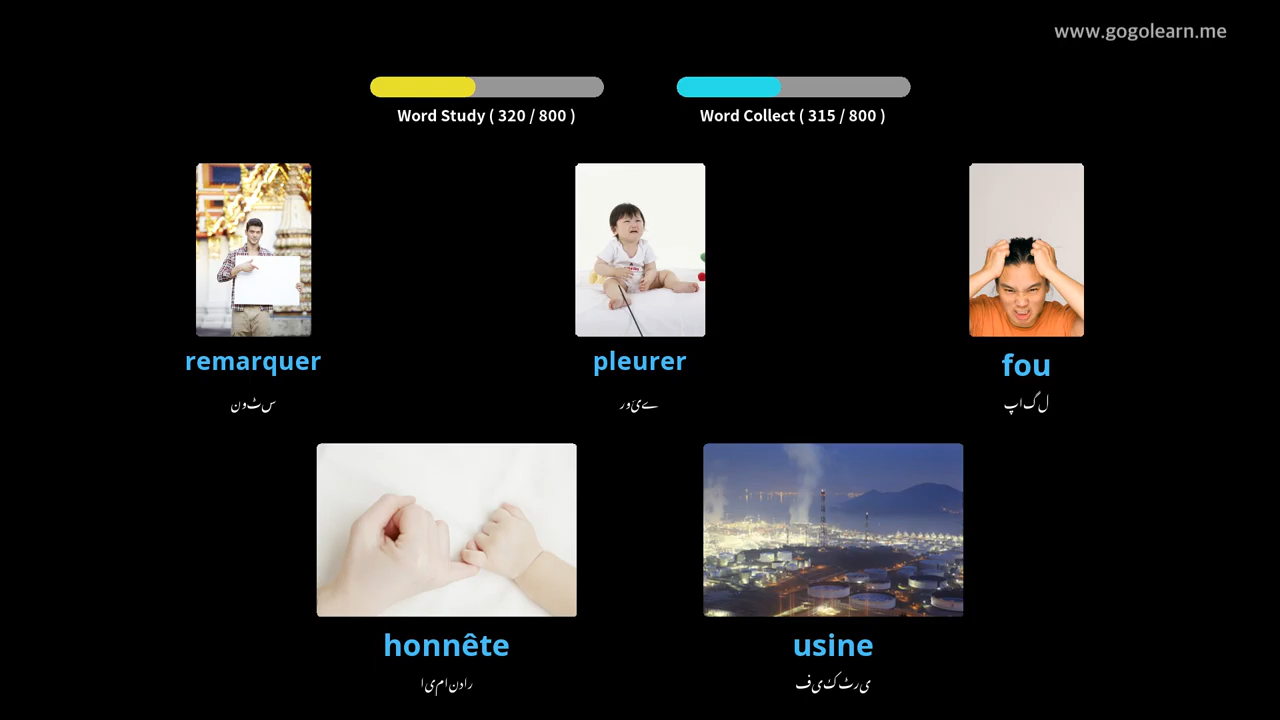 www.gogolearn.me
Word Study ( 320 / 800 )
Word Collect ( 315 / 800 )
remarquer
pleurer
fou
نوٹس
روئے
پاگل
honnête
usine
ایماندار
فیکٹری